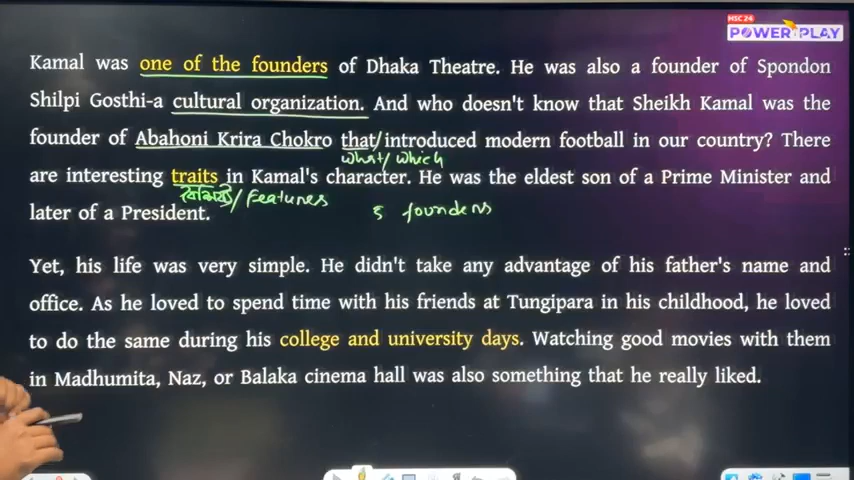 HSC 24
POWER PLAY
Kamal was one of the founders of Dhaka Theatre. He was also a founder of Spondon
Shilpi Gosthi-a cultural organization. And who doesn't know that Sheikh Kamal was the
founder of Abahoni Krira Chokro that/introduced modern football in our country? There
what/which
are interesting traits in Kamal's character. He was the eldest son of a Prime Minister and
বৈশিষ্ট্য/Features
later of a President.
5 founders
Yet, his life was very simple. He didn't take any advantage of his father's name and
office. As he loved to spend time with his friends at Tungipara in his childhood, he loved
to do the same during his college and university days. Watching good movies with them
in Madhumita, Naz, or Balaka cinema hall was also something that he really liked.